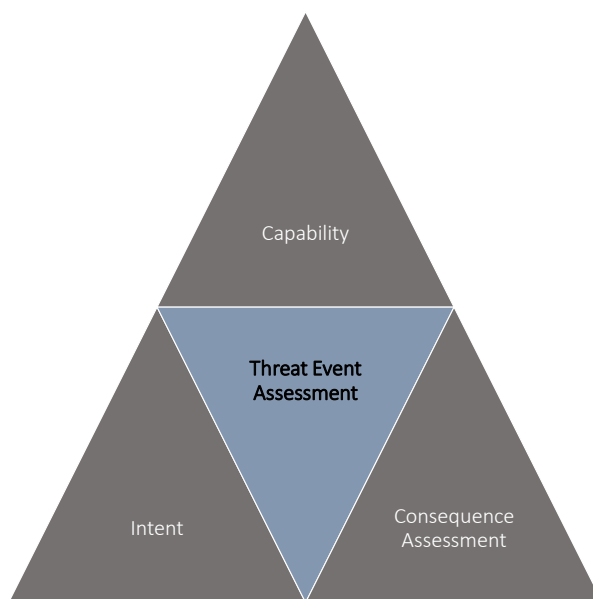 Capability
Threat Event
Assessment
Intent
Consequence
Assessment